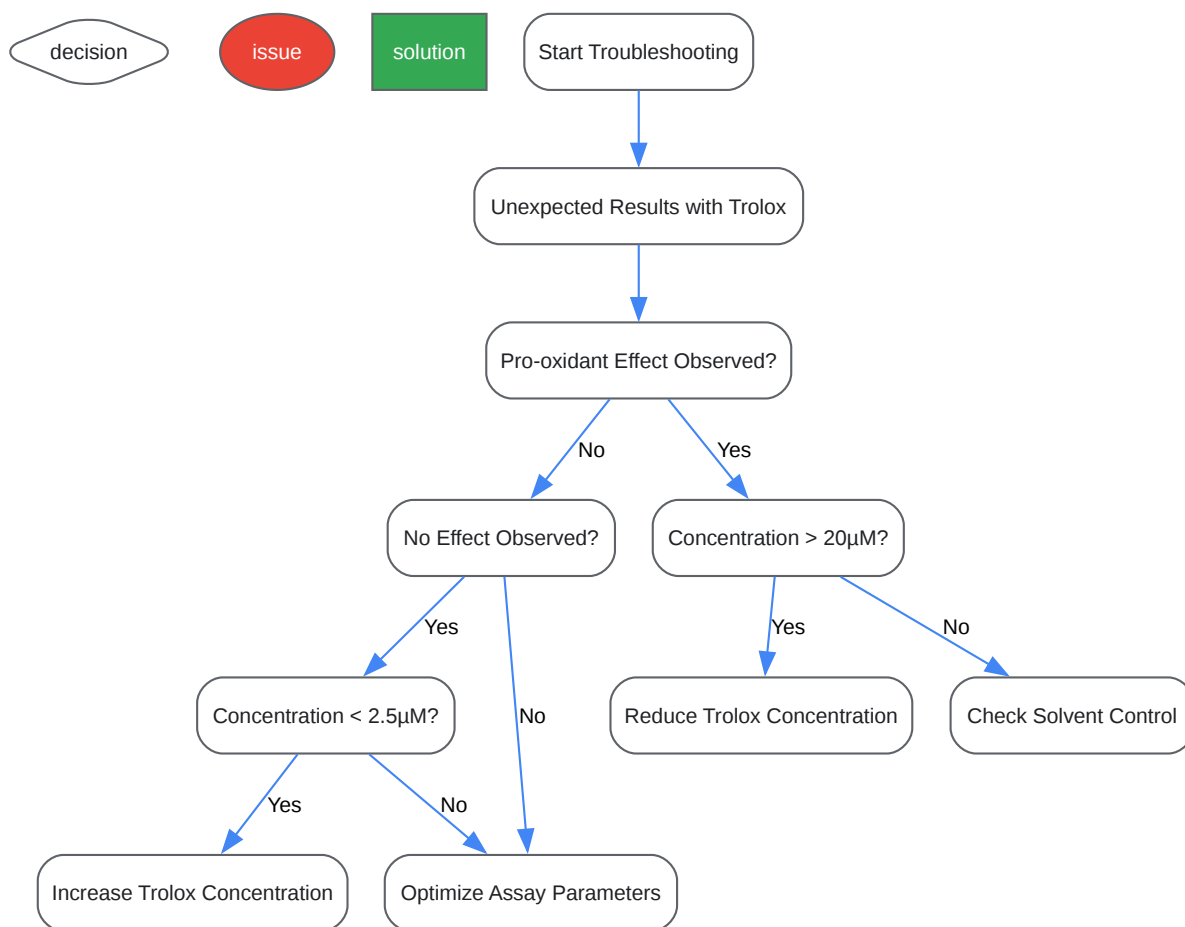 decision
issue
solution
Start Troubleshooting
Unexpected Results with Trolox
Pro-oxidant Effect Observed?
No
Yes
No Effect Observed?
Concentration > 20µM?
Yes
No
Yes
No
Concentration < 2.5µM?
Reduce Trolox Concentration
Check Solvent Control
Yes
No
Increase Trolox Concentration
Optimize Assay Parameters